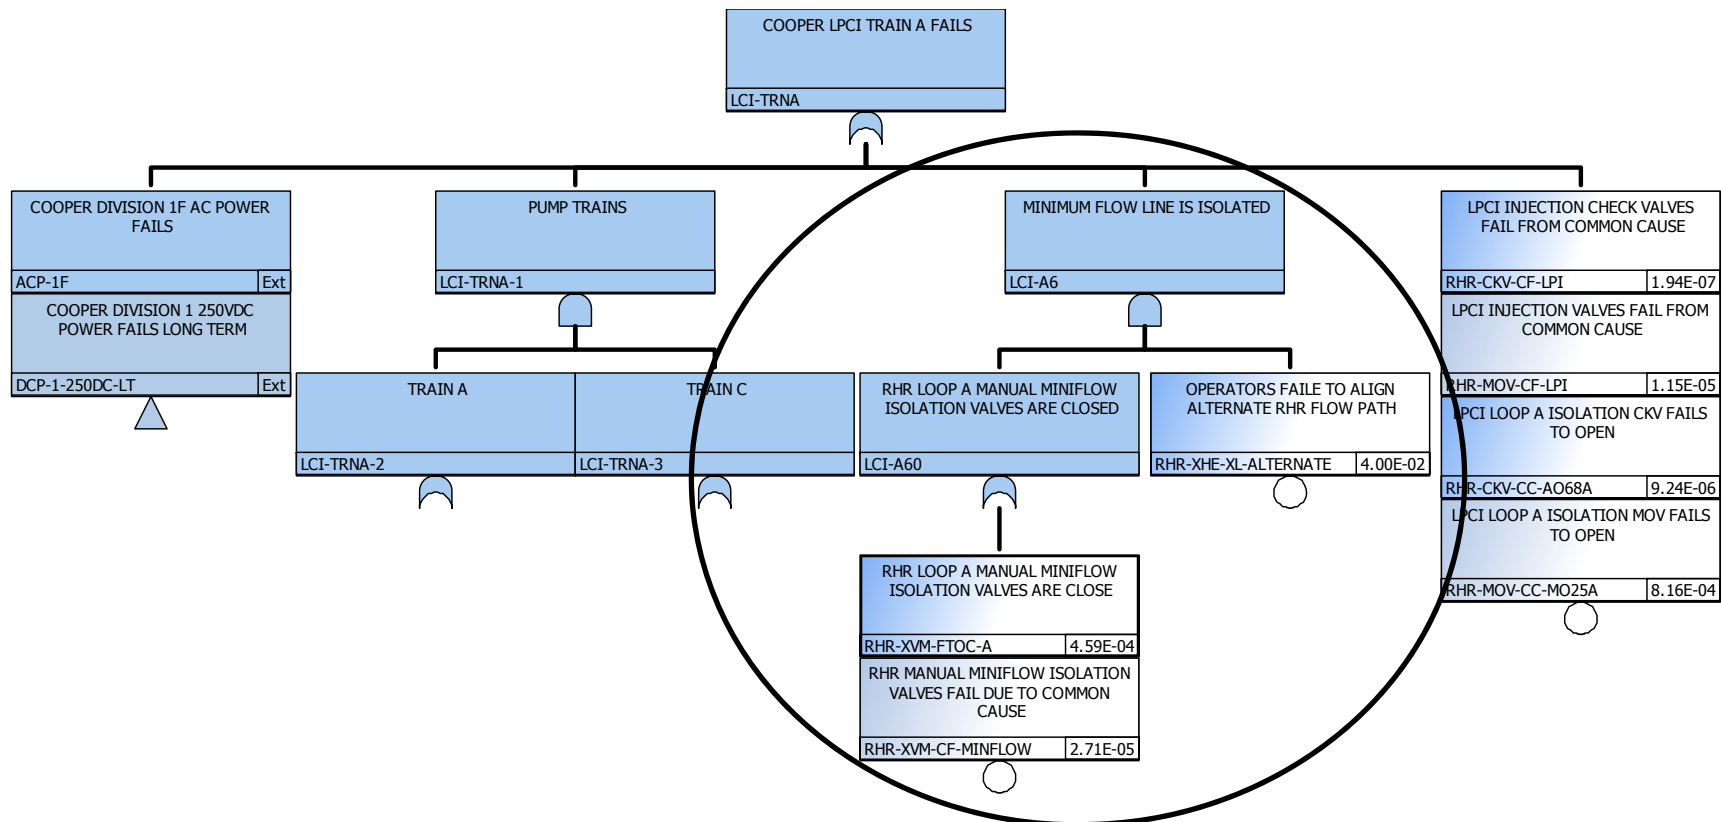 COOPER LPCI TRAIN A FAILS
LCI-TRNA
COOPER DIVISION 1F AC POWER
FAILS
ACP-1F Ext
COOPER DIVISION 1 250VDC
POWER FAILS LONG TERM
DCP-1-250DC-LT Ext
PUMP TRAINS
LCI-TRNA-1
TRAIN A
LCI-TRNA-2
TRAIN C
LCI-TRNA-3
MINIMUM FLOW LINE IS ISOLATED
LCI-A6
RHR LOOP A MANUAL MINIFLOW
ISOLATION VALVES ARE CLOSED
LCI-A60
OPERATORS FAILE TO ALIGN
ALTERNATE RHR FLOW PATH
RHR-XHE-XL-ALTERNATE 4.00E-02
RHR LOOP A MANUAL MINIFLOW
ISOLATION VALVES ARE CLOSE
RHR-XVM-FTOC-A 4.59E-04
RHR MANUAL MINIFLOW ISOLATION
VALVES FAIL DUE TO COMMON
CAUSE
RHR-XVM-CF-MINFLOW 2.71E-05
LPCI INJECTION CHECK VALVES
FAIL FROM COMMON CAUSE
RHR-CKV-CF-LPI 1.94E-07
LPCI INJECTION VALVES FAIL FROM
COMMON CAUSE
RHR-MOV-CF-LPI 1.15E-05
LPCI LOOP A ISOLATION CKV FAILS
TO OPEN
RHR-CKV-CC-AO68A 9.24E-06
LPCI LOOP A ISOLATION MOV FAILS
TO OPEN
RHR-MOV-CC-MO25A 8.16E-04